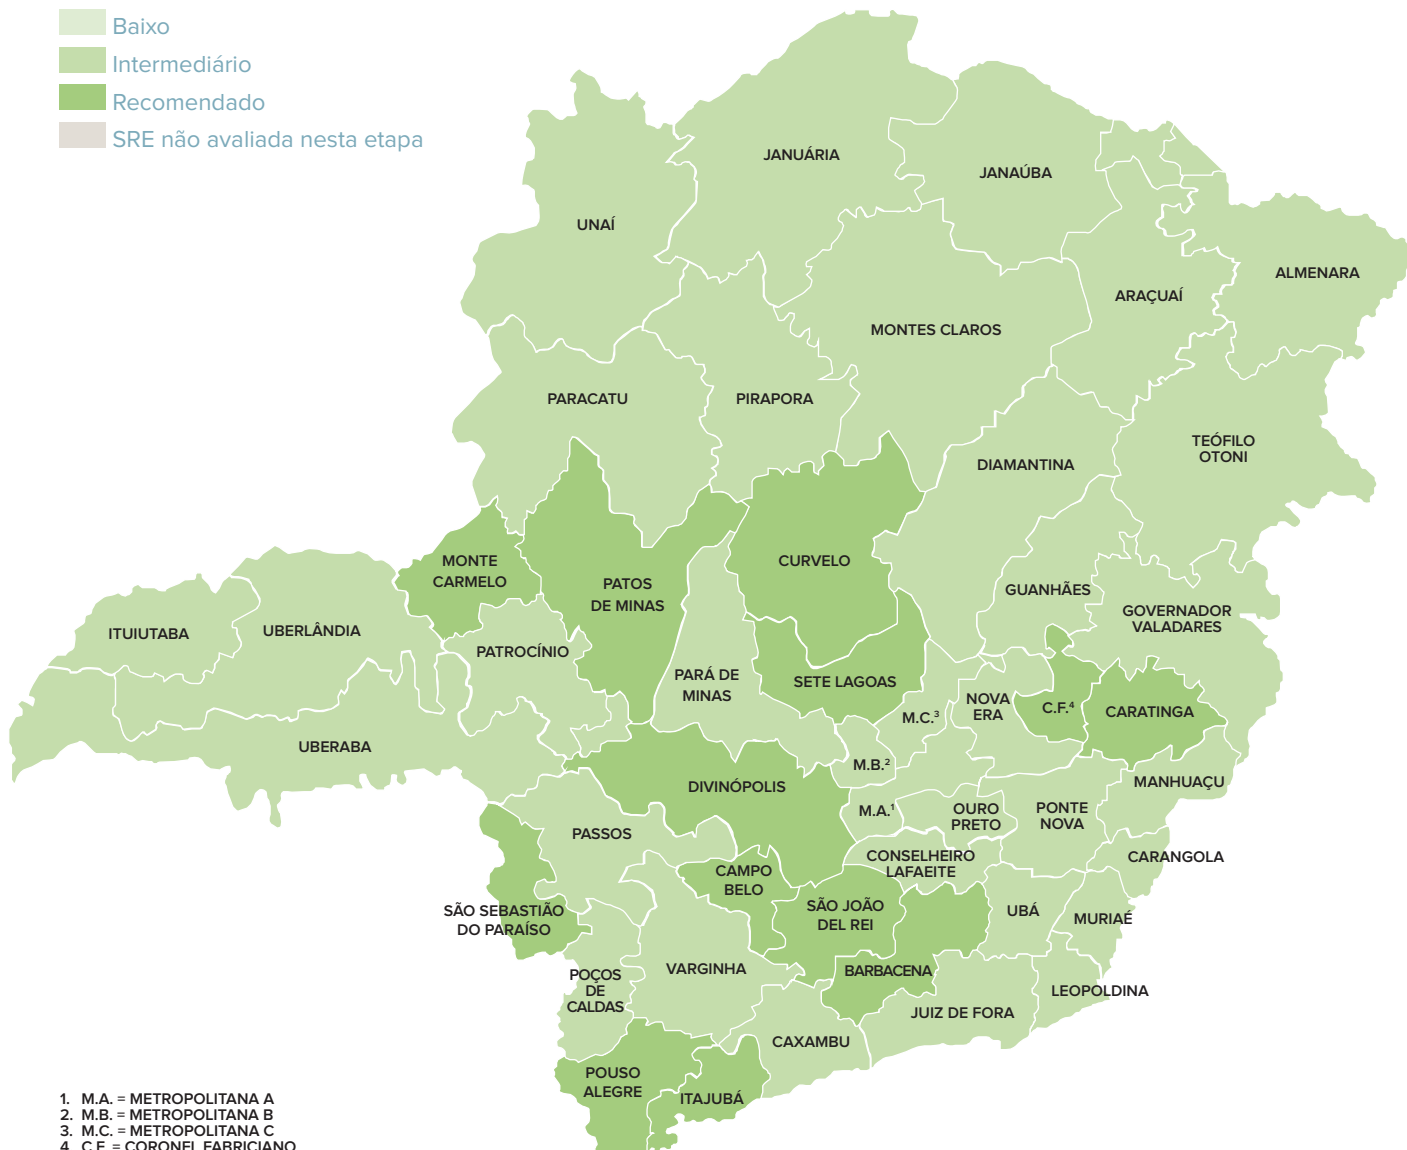 Baixo
Intermediário
Recomendado
SRE não avaliada nesta etapa
JANUÁRIA
JANAÚBA
UNAÍ
ALMENARA
ARAÇUAÍ
MONTES CLAROS
PARACATU
PIRAPORA
TEÓFILO
OTONI
DIAMANTINA
MONTE
CARMELO
CURVELO
PATOS
DE MINAS
GUANHÃES
GOVERNADOR
VALADARES
ITUIUTABA
UBERLÂNDIA
PATROCÍNIO
PARÁ DE
MINAS
SETE LAGOAS
NOVA
ERA
C.F.⁴
CARATINGA
M.C.³
UBERABA
M.B.²
MANHUAÇU
DIVINÓPOLIS
M.A.¹
OURO
PRETO
PONTE
NOVA
PASSOS
CONSELHEIRO
LAFAEITE
CARANGOLA
CAMPO
BELO
SÃO SEBASTIÃO
DO PARAÍSO
SÃO JOÃO
DEL REI
UBÁ
MURIAÉ
VARGINHA
BARBACENA
POÇOS
DE
CALDAS
LEOPOLDINA
JUIZ DE FORA
CAXAMBU
POUSO
ALEGRE
ITAJUBÁ
1. M.A. = METROPOLITANA A
2. M.B. = METROPOLITANA B
3. M.C. = METROPOLITANA C
4. C.F. = CORONEL FABRICIANO